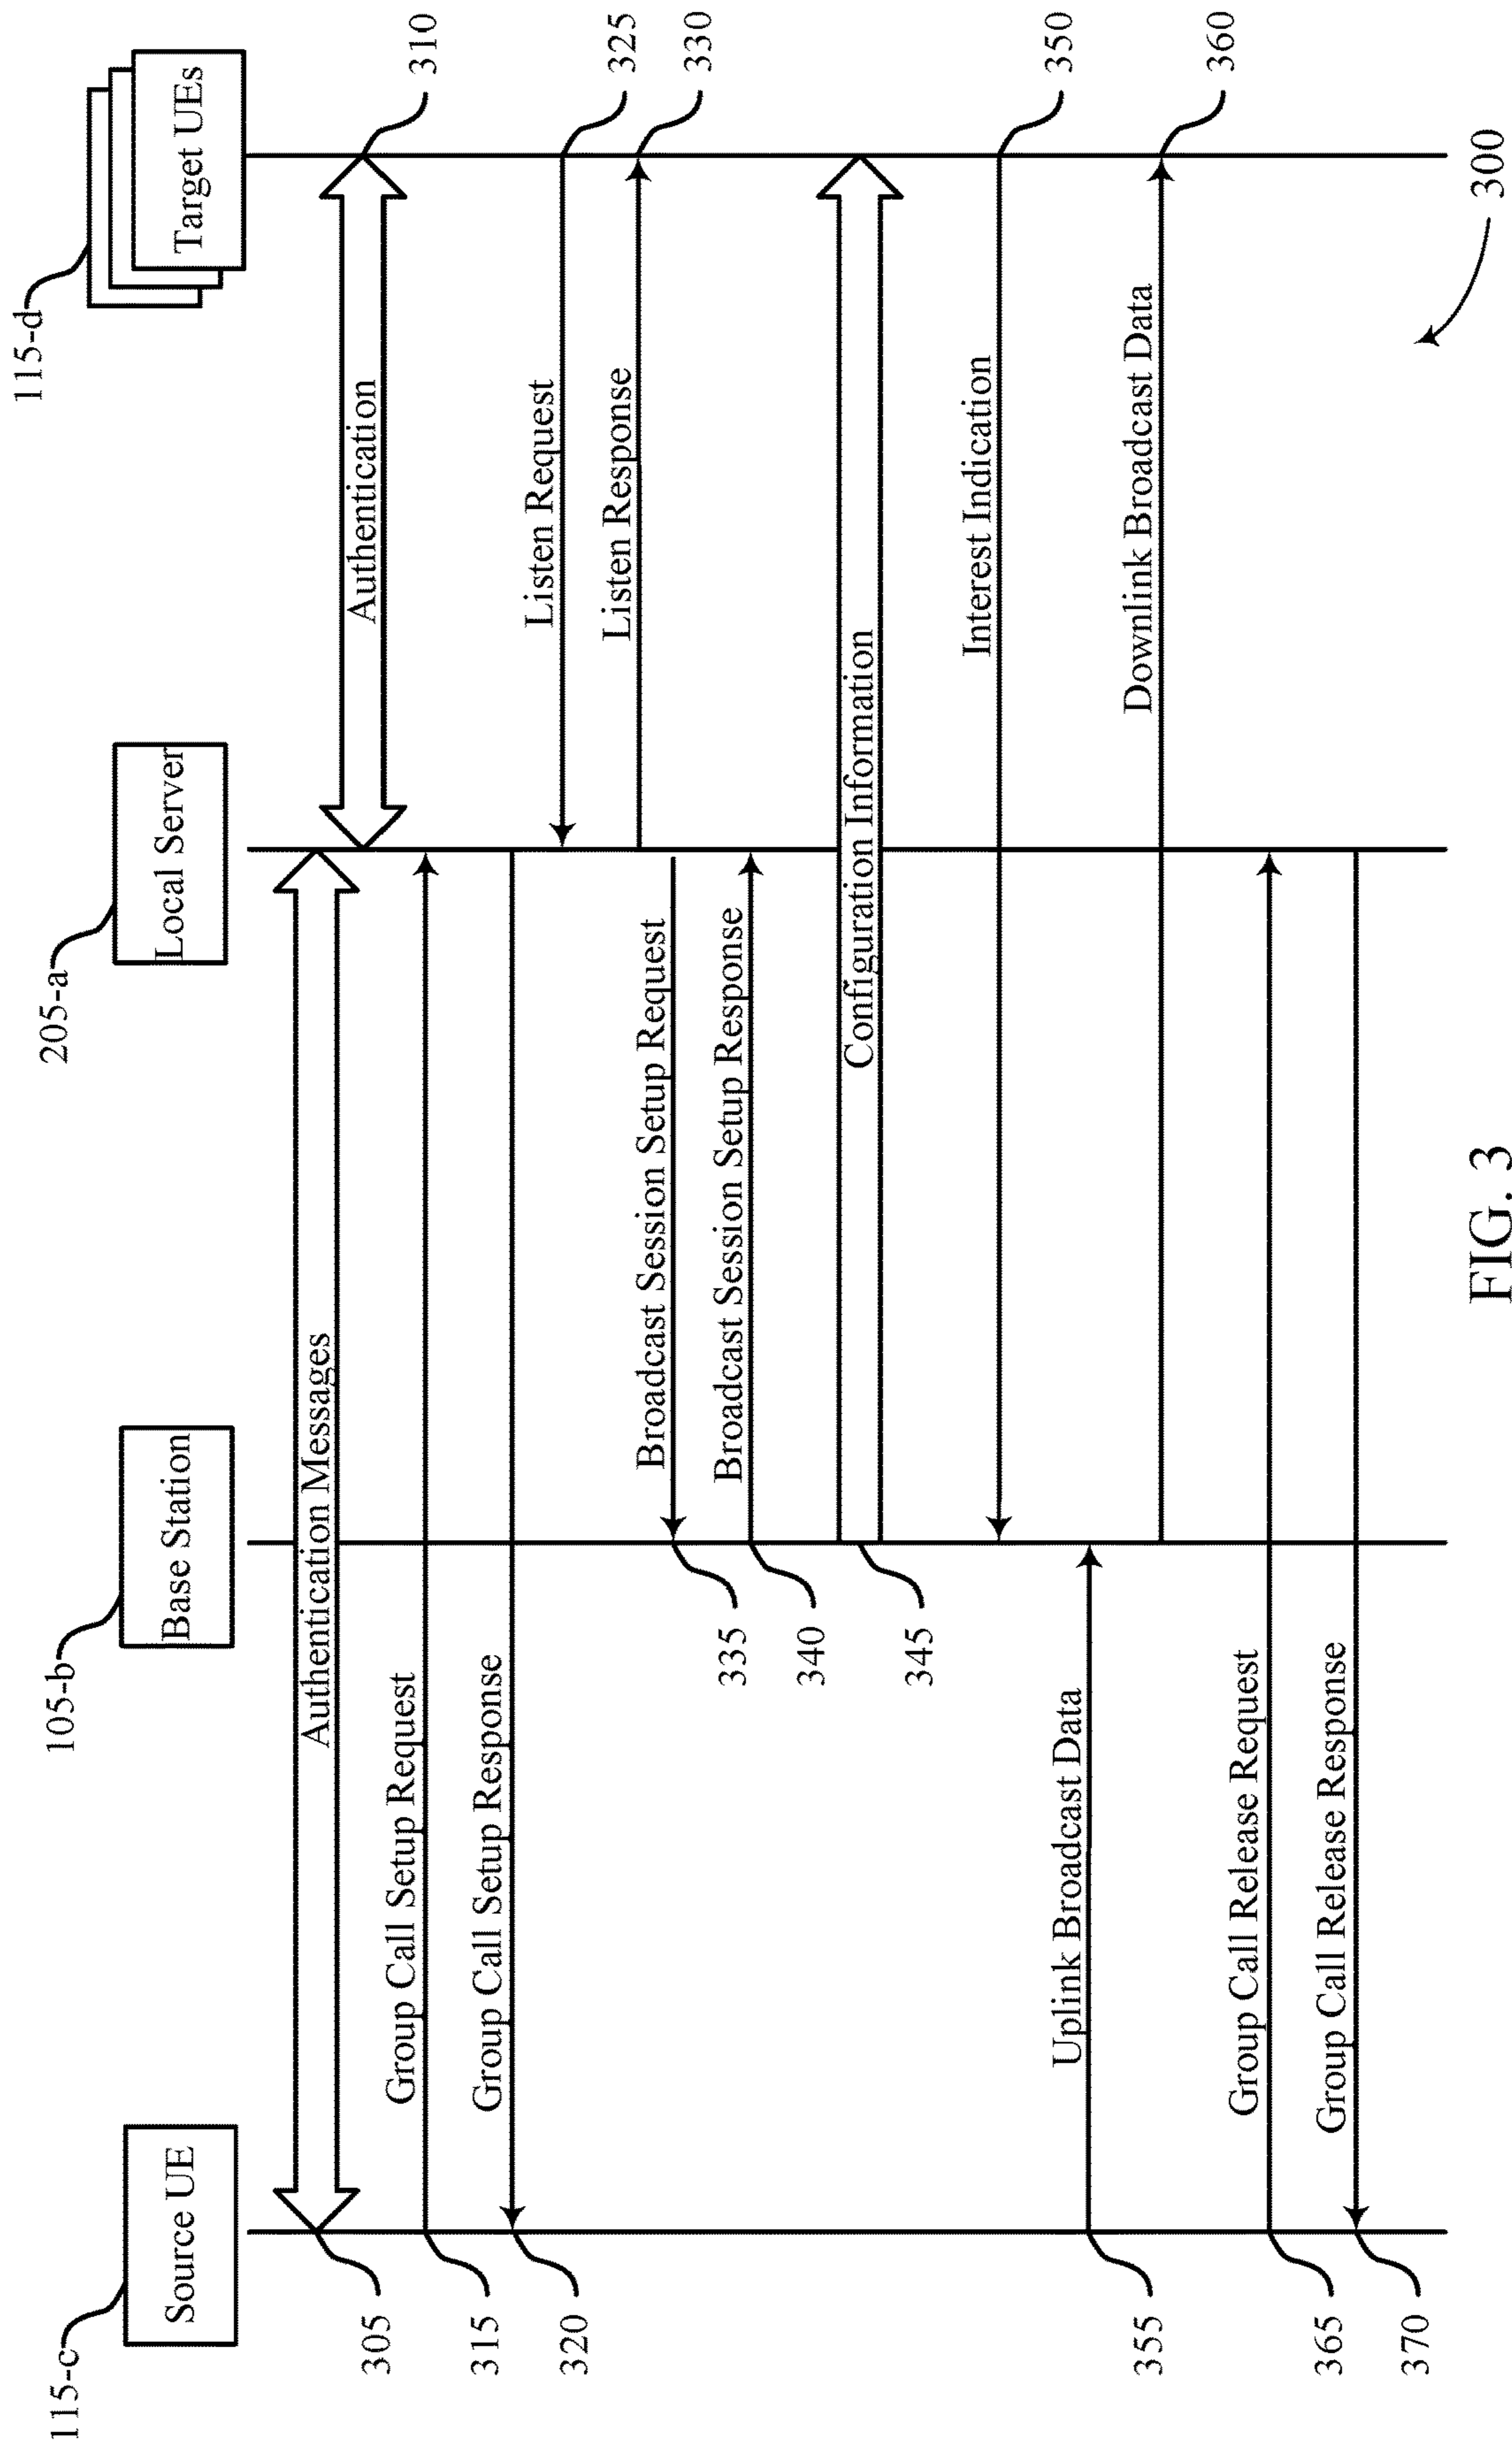 115-c
105-b
205-a
115-d
Source UE
Base Station
Local Server
Target UEs
305
Authentication Messages
Authentication
310
315
Group Call Setup Request
320
Group Call Setup Response
Listen Request
325
Listen Response
330
Broadcast Session Setup Request
335
Broadcast Session Setup Response
340
Configuration Information
345
Interest Indication
350
355
Uplink Broadcast Data
Downlink Broadcast Data
360
365
Group Call Release Request
370
Group Call Release Response
300
FIG. 3